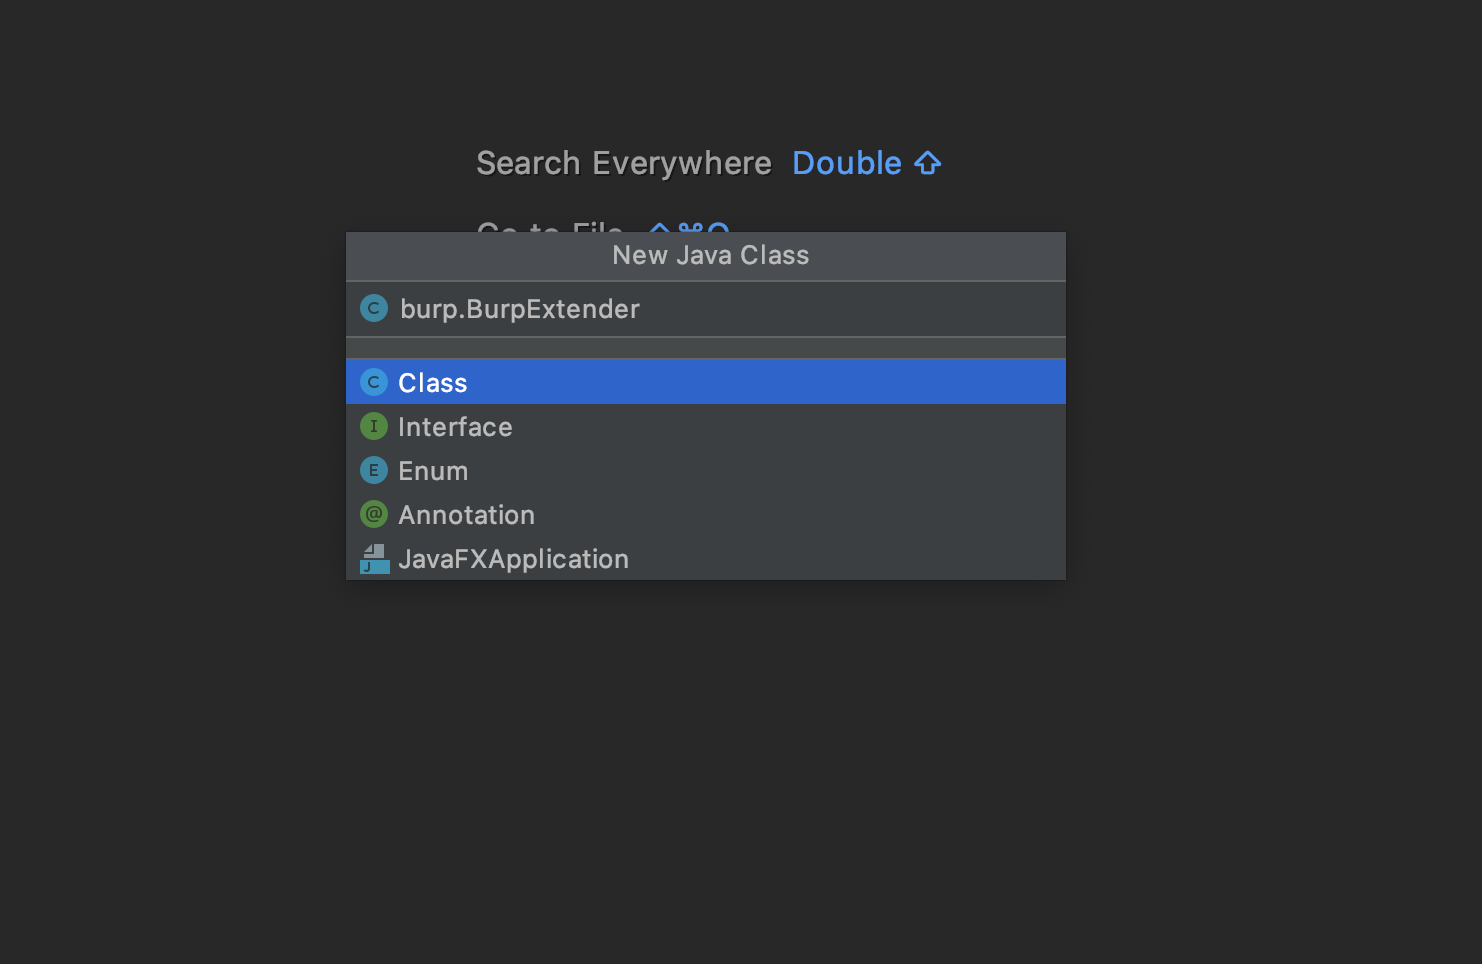 Search Everywhere Double ⇧
Go to File ⇧⌘O
New Java Class
C burp.BurpExtender
C Class
I Interface
E Enum
@ Annotation
J JavaFXApplication